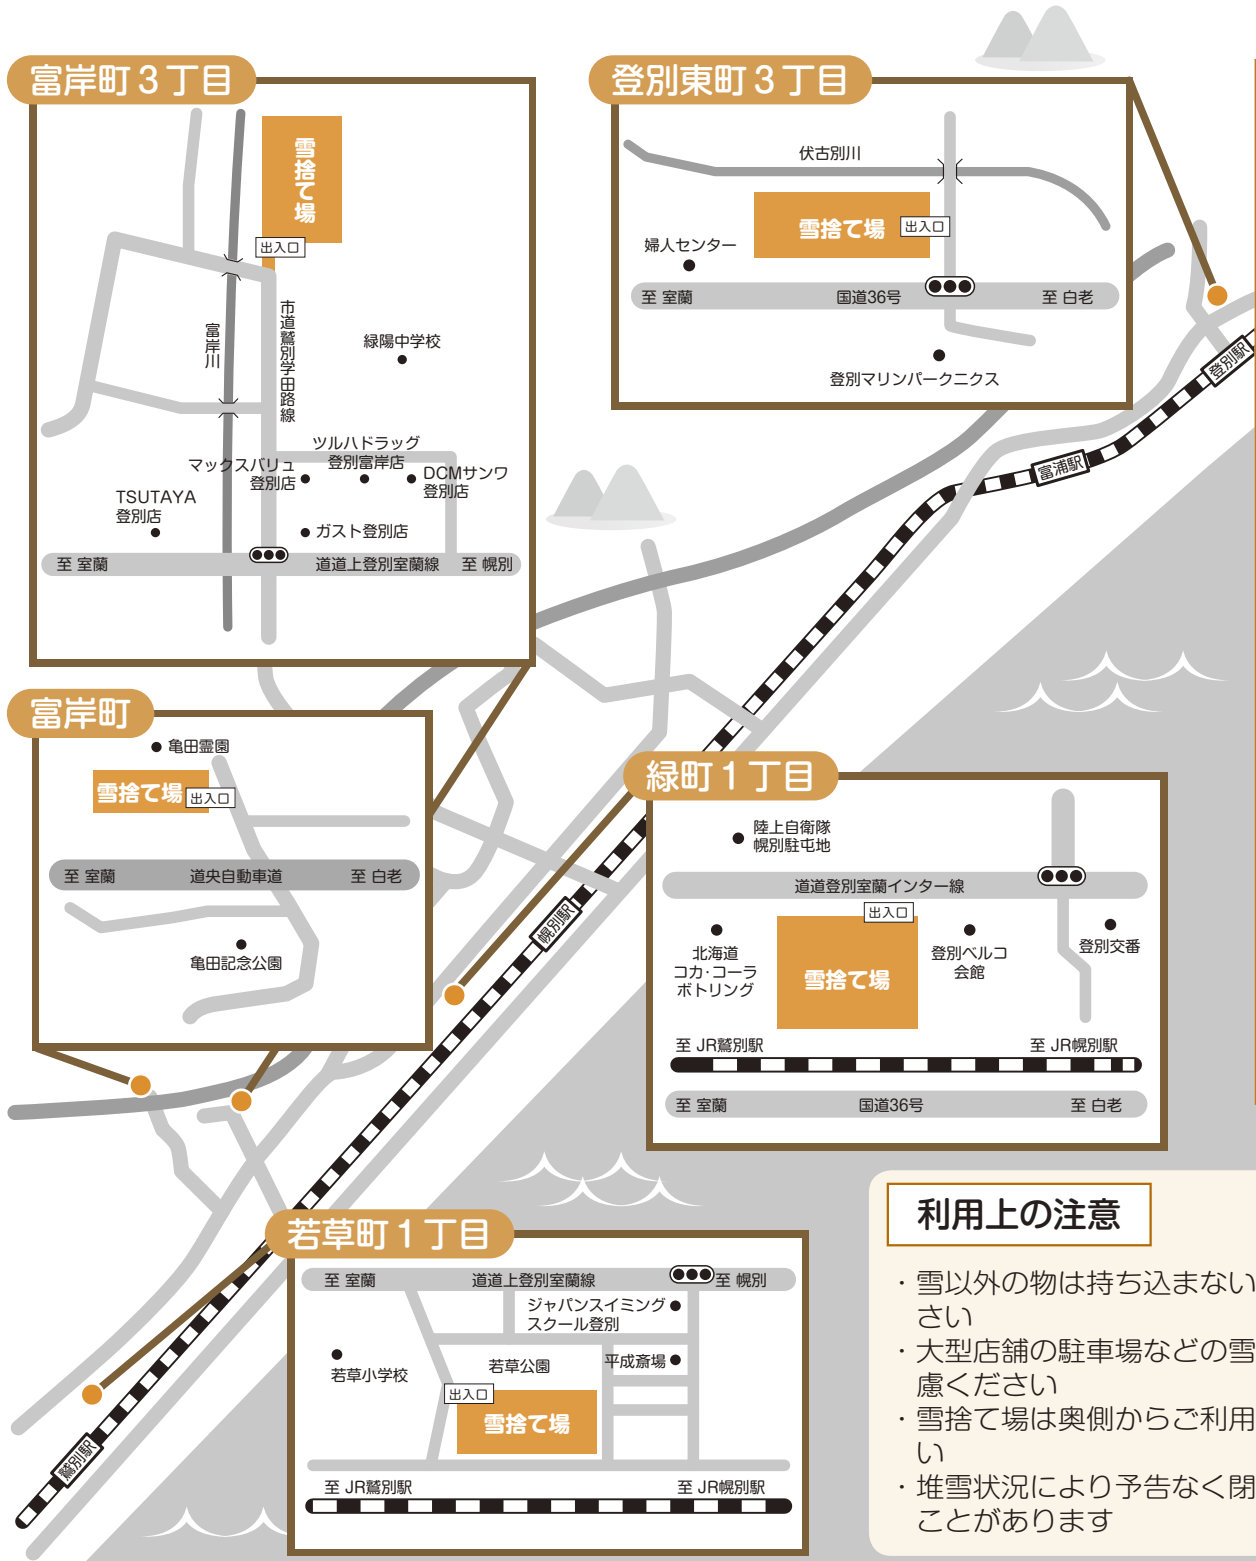 富岸町３丁目
雪捨て場
出入口
富岸川
市道鷲別学田路線
緑陽中学校
ツルハドラッグ
登別富岸店
マックスバリュ
登別店
DCMサンワ
登別店
TSUTAYA
登別店
ガスト登別店
至 室蘭
道道上登別室蘭線
至 幌別
登別東町３丁目
伏古別川
雪捨て場
出入口
婦人センター
至 室蘭
国道36号
至 白老
登別マリンパークニクス
登別駅
富浦駅
富岸町
亀田霊園
雪捨て場
出入口
至 室蘭
道央自動車道
至 白老
亀田記念公園
緑町１丁目
陸上自衛隊
幌別駐屯地
道道登別室蘭インター線
出入口
北海道
コカ・コーラ
ボトリング
雪捨て場
登別ベルコ
会館
登別交番
至 JR鷲別駅
至 JR幌別駅
至 室蘭
国道36号
至 白老
幌別駅
若草町１丁目
至 室蘭
道道上登別室蘭線
至 幌別
ジャパンスイミング
スクール登別
若草小学校
若草公園
平成斎場
出入口
雪捨て場
至 JR鷲別駅
至 JR幌別駅
鷲別駅
利用上の注意
・雪以外の物は持ち込まない
さい
・大型店舗の駐車場などの雪
慮ください
・雪捨て場は奥側からご利用
い
・堆雪状況により予告なく閉
ことがあります